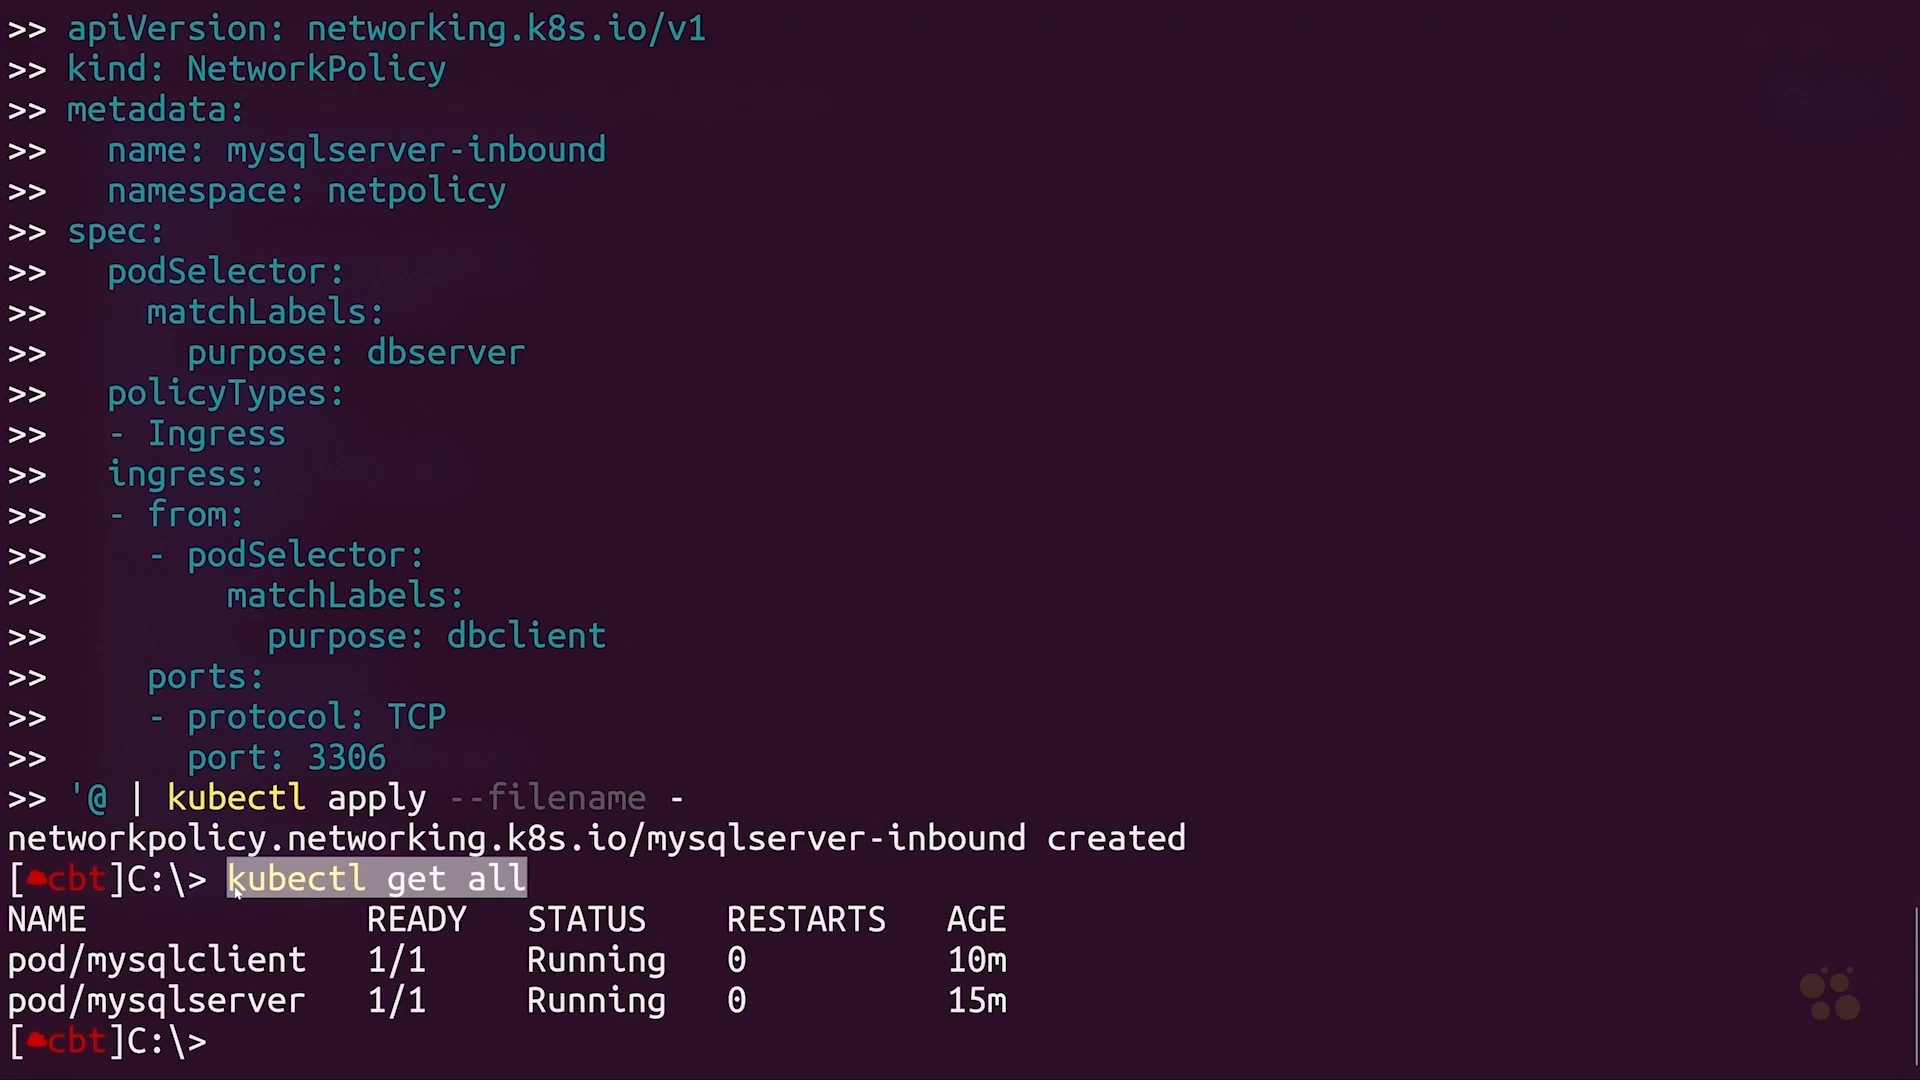 >> apiVersion: networking.k8s.io/v1
>> kind: NetworkPolicy
>> metadata:
>>   name: mysqlserver-inbound
>>   namespace: netpolicy
>> spec:
>>   podSelector:
>>     matchLabels:
>>       purpose: dbserver
>>   policyTypes:
>>   - Ingress
>>   ingress:
>>   - from:
>>     - podSelector:
>>         matchLabels:
>>           purpose: dbclient
>>     ports:
>>     - protocol: TCP
>>       port: 3306
>> '@ | kubectl apply --filename -
networkpolicy.networking.k8s.io/mysqlserver-inbound created
[☁cbt]C:\> kubectl get all
NAME              READY   STATUS    RESTARTS   AGE
pod/mysqlclient   1/1     Running   0          10m
pod/mysqlserver   1/1     Running   0          15m
[☁cbt]C:\>